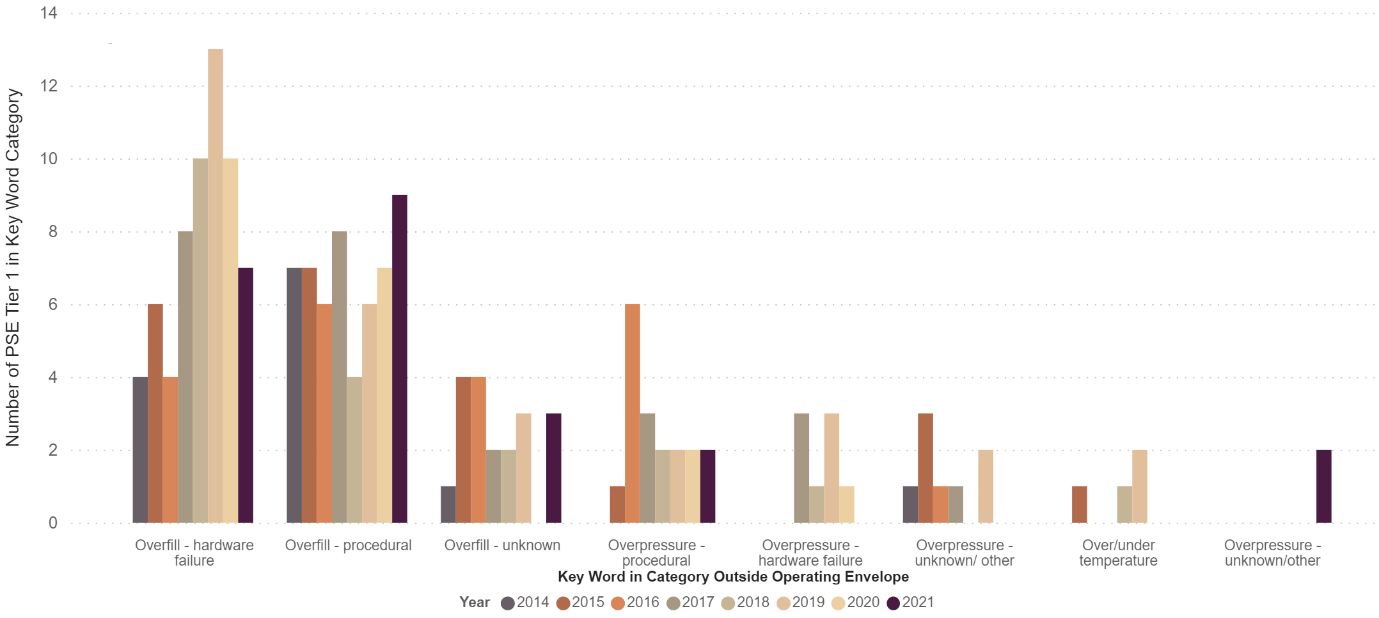 Number of PSE Tier 1 in Key Word Category
14
12
10
8
6
4
2
0
Overfill - hardware
failure
Overfill - procedural
Overfill - unknown
Overpressure -
procedural
Overpressure -
hardware failure
Overpressure -
unknown/ other
Over/under
temperature
Overpressure -
unknown/other
Key Word in Category Outside Operating Envelope
Year 2014 2015 2016 2017 2018 2019 2020 2021